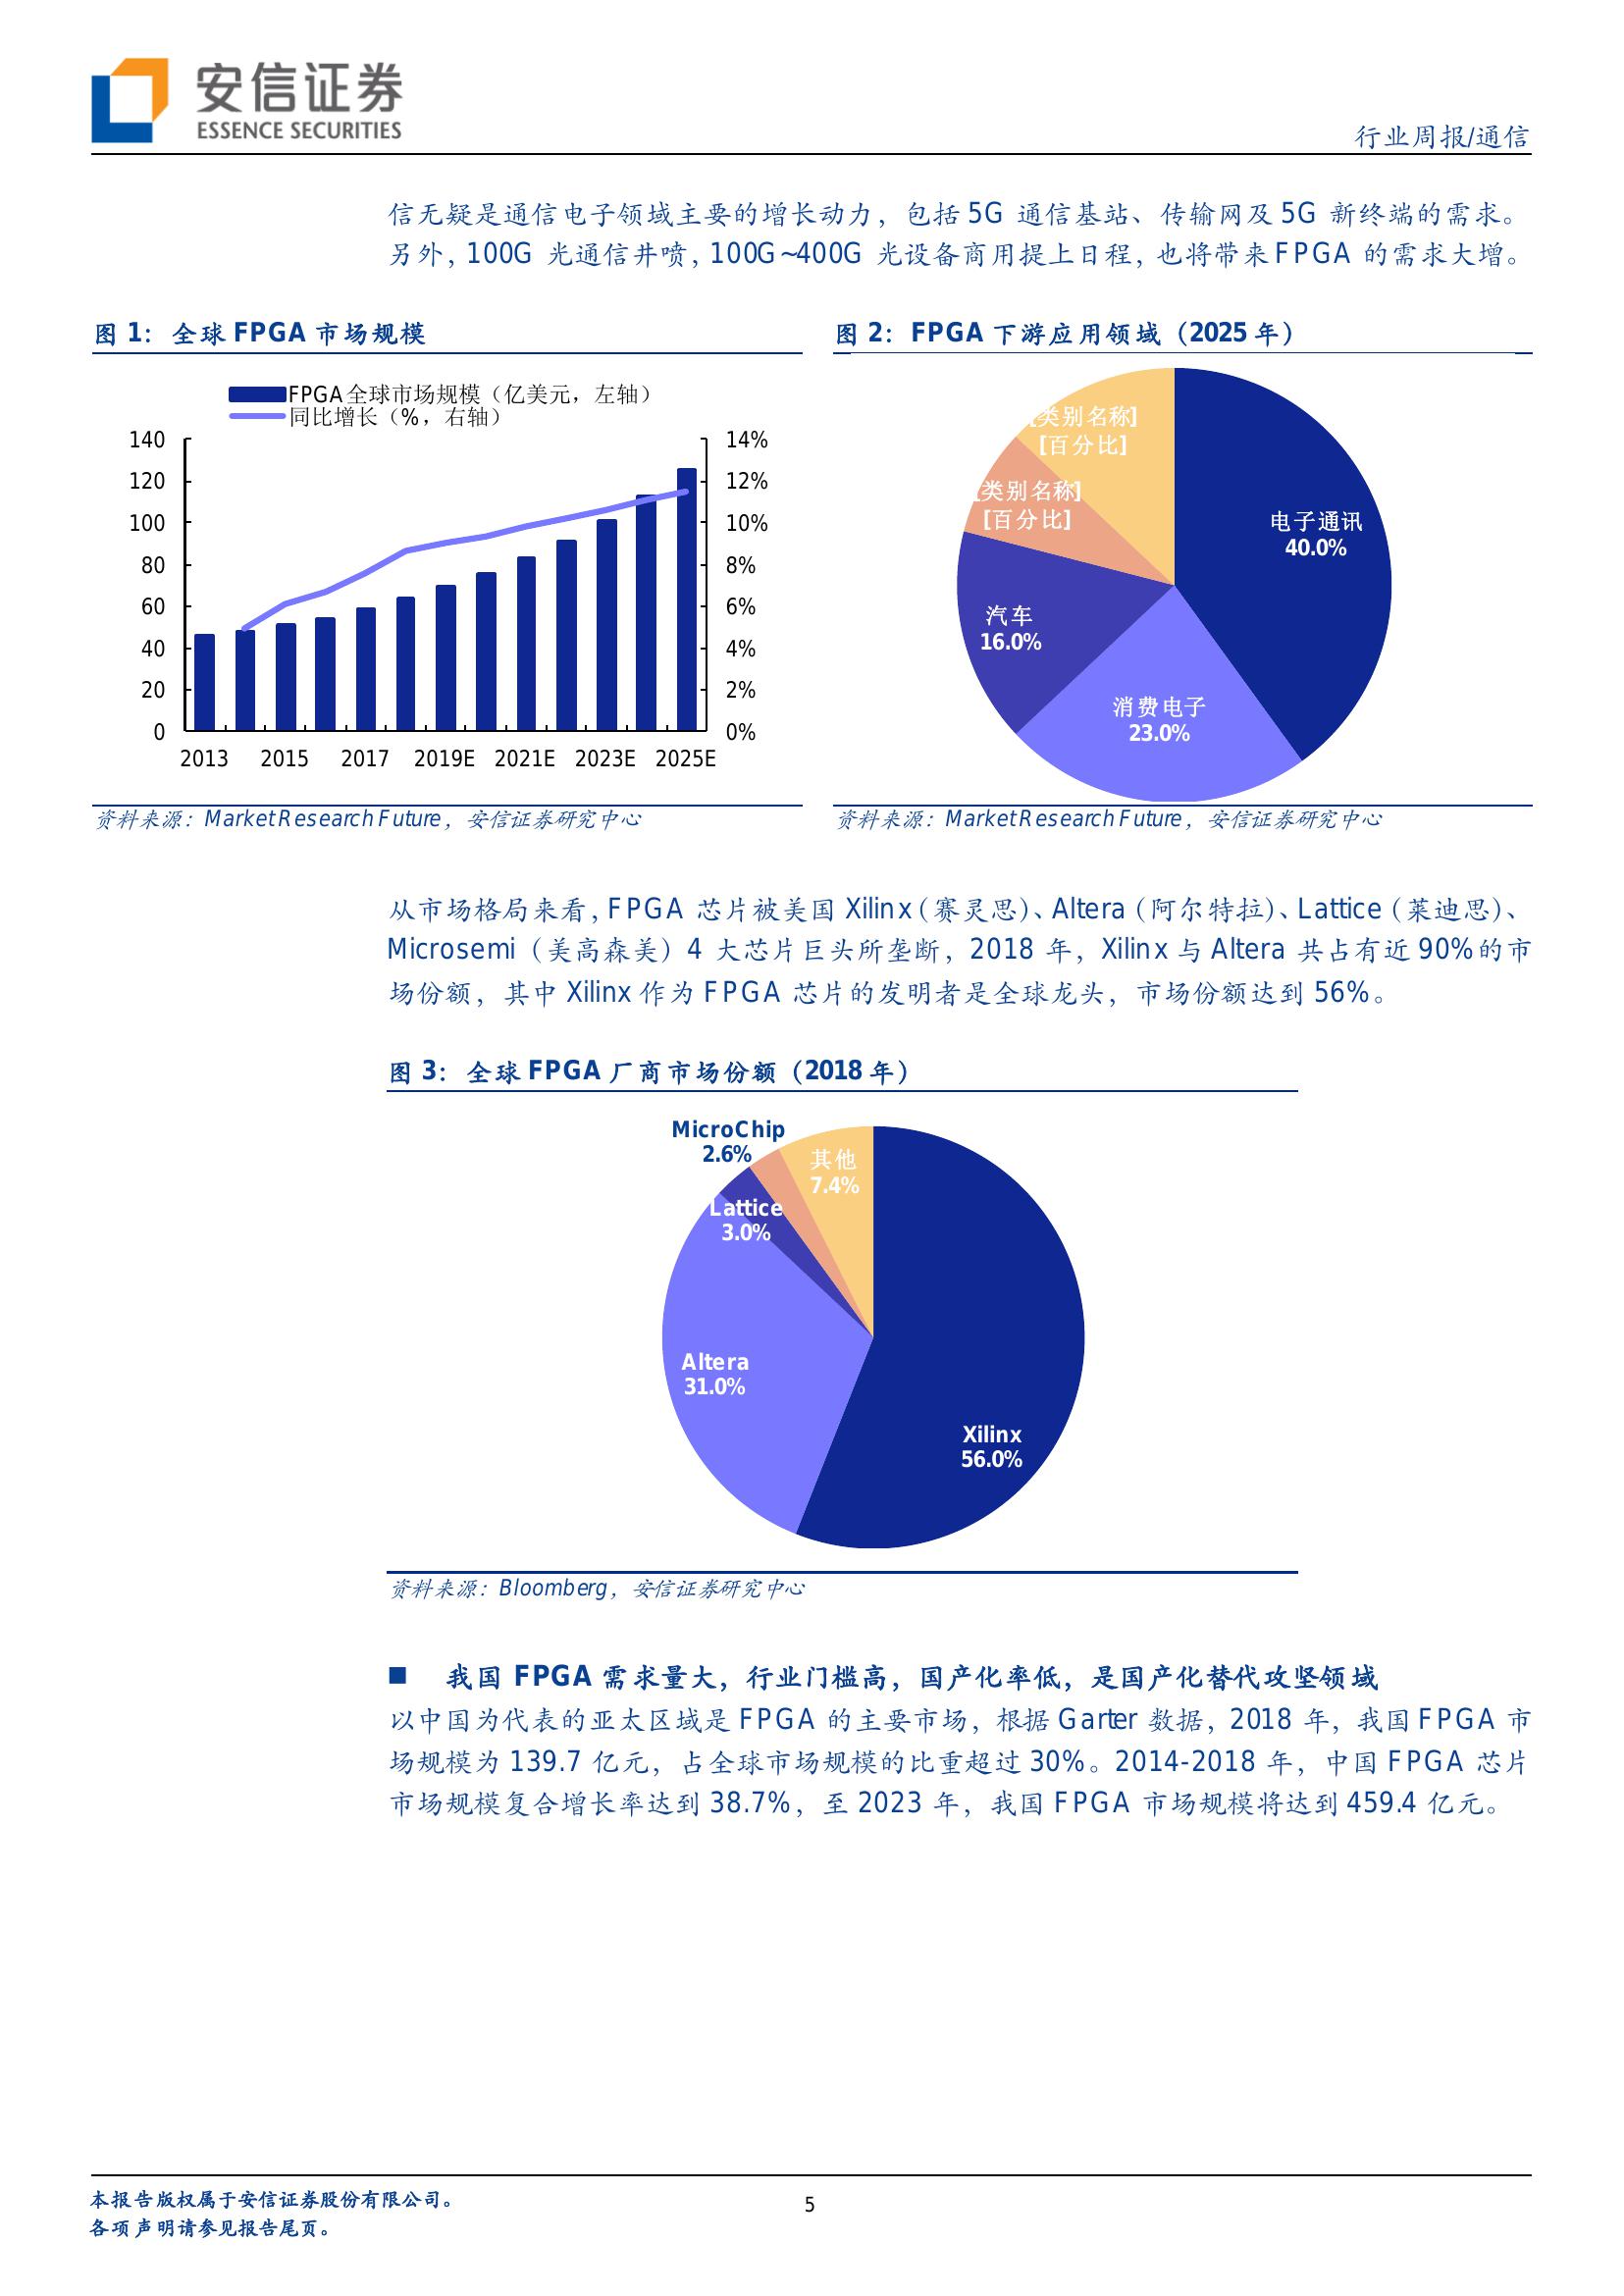 安信证券
ESSENCE SECURITIES
行业周报/通信
信无疑是通信电子领域主要的增长动力，包括 5G 通信基站、传输网及 5G 新终端的需求。
另外，100G 光通信井喷，100G~400G 光设备商用提上日程，也将带来 FPGA 的需求大增。
图 1：全球 FPGA 市场规模
FPGA全球市场规模（亿美元，左轴）
同比增长（%，右轴）
140
120
100
80
60
40
20
0
14%
12%
10%
8%
6%
4%
2%
0%
2013 2015 2017 2019E 2021E 2023E 2025E
资料来源：Market Research Future，安信证券研究中心
图 2：FPGA 下游应用领域（2025 年）
[类别名称]
[百分比]
[类别名称]
[百分比]
电子通讯
40.0%
汽车
16.0%
消费电子
23.0%
资料来源：Market Research Future，安信证券研究中心
从市场格局来看，FPGA 芯片被美国 Xilinx（赛灵思）、Altera（阿尔特拉）、Lattice（莱迪思）、
Microsemi（美高森美）4 大芯片巨头所垄断，2018 年，Xilinx 与 Altera 共占有近 90%的市
场份额，其中 Xilinx 作为 FPGA 芯片的发明者是全球龙头，市场份额达到 56%。
图 3：全球 FPGA 厂商市场份额（2018 年）
MicroChip
2.6%
其他
7.4%
Lattice
3.0%
Altera
31.0%
Xilinx
56.0%
资料来源：Bloomberg，安信证券研究中心
■ 我国 FPGA 需求量大，行业门槛高，国产化率低，是国产化替代攻坚领域
以中国为代表的亚太区域是 FPGA 的主要市场，根据 Garter 数据，2018 年，我国 FPGA 市
场规模为 139.7 亿元，占全球市场规模的比重超过 30%。2014-2018 年，中国 FPGA 芯片
市场规模复合增长率达到 38.7%，至 2023 年，我国 FPGA 市场规模将达到 459.4 亿元。
本报告版权属于安信证券股份有限公司。
各项声明请参见报告尾页。
5